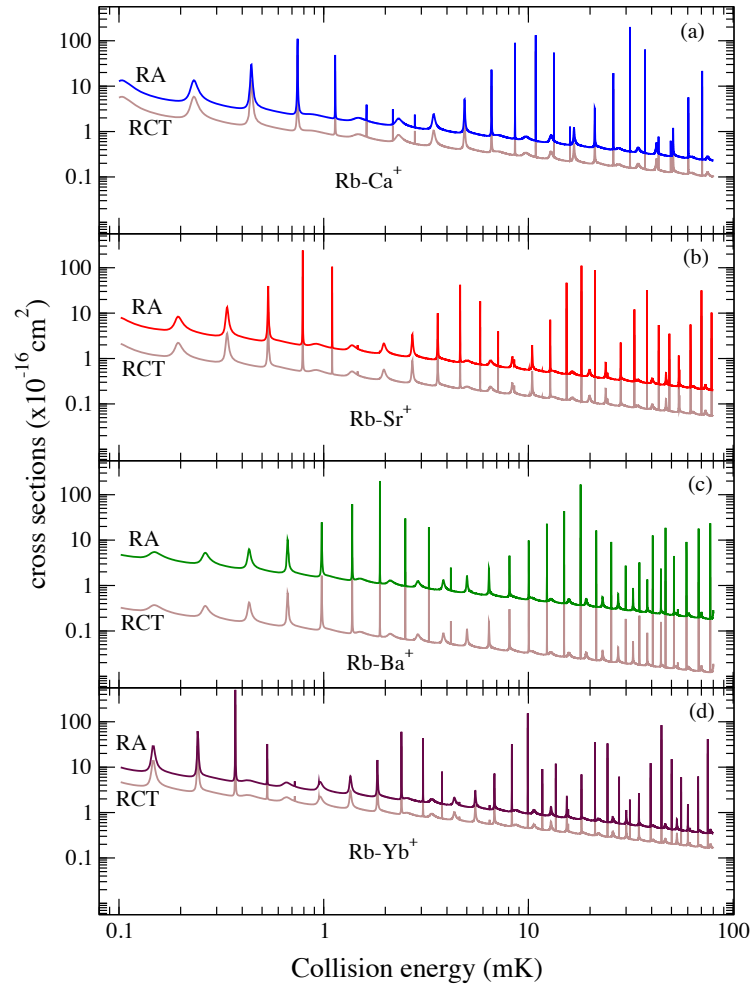 cross sections (x10⁻¹⁶ cm²)
(a)
100
10
1
0.1
RA
RCT
Rb-Ca⁺
(b)
100
10
1
0.1
RA
RCT
Rb-Sr⁺
(c)
100
10
1
0.1
RA
RCT
Rb-Ba⁺
(d)
100
10
1
0.1
RA
RCT
Rb-Yb⁺
0.1 1 10 100
Collision energy (mK)